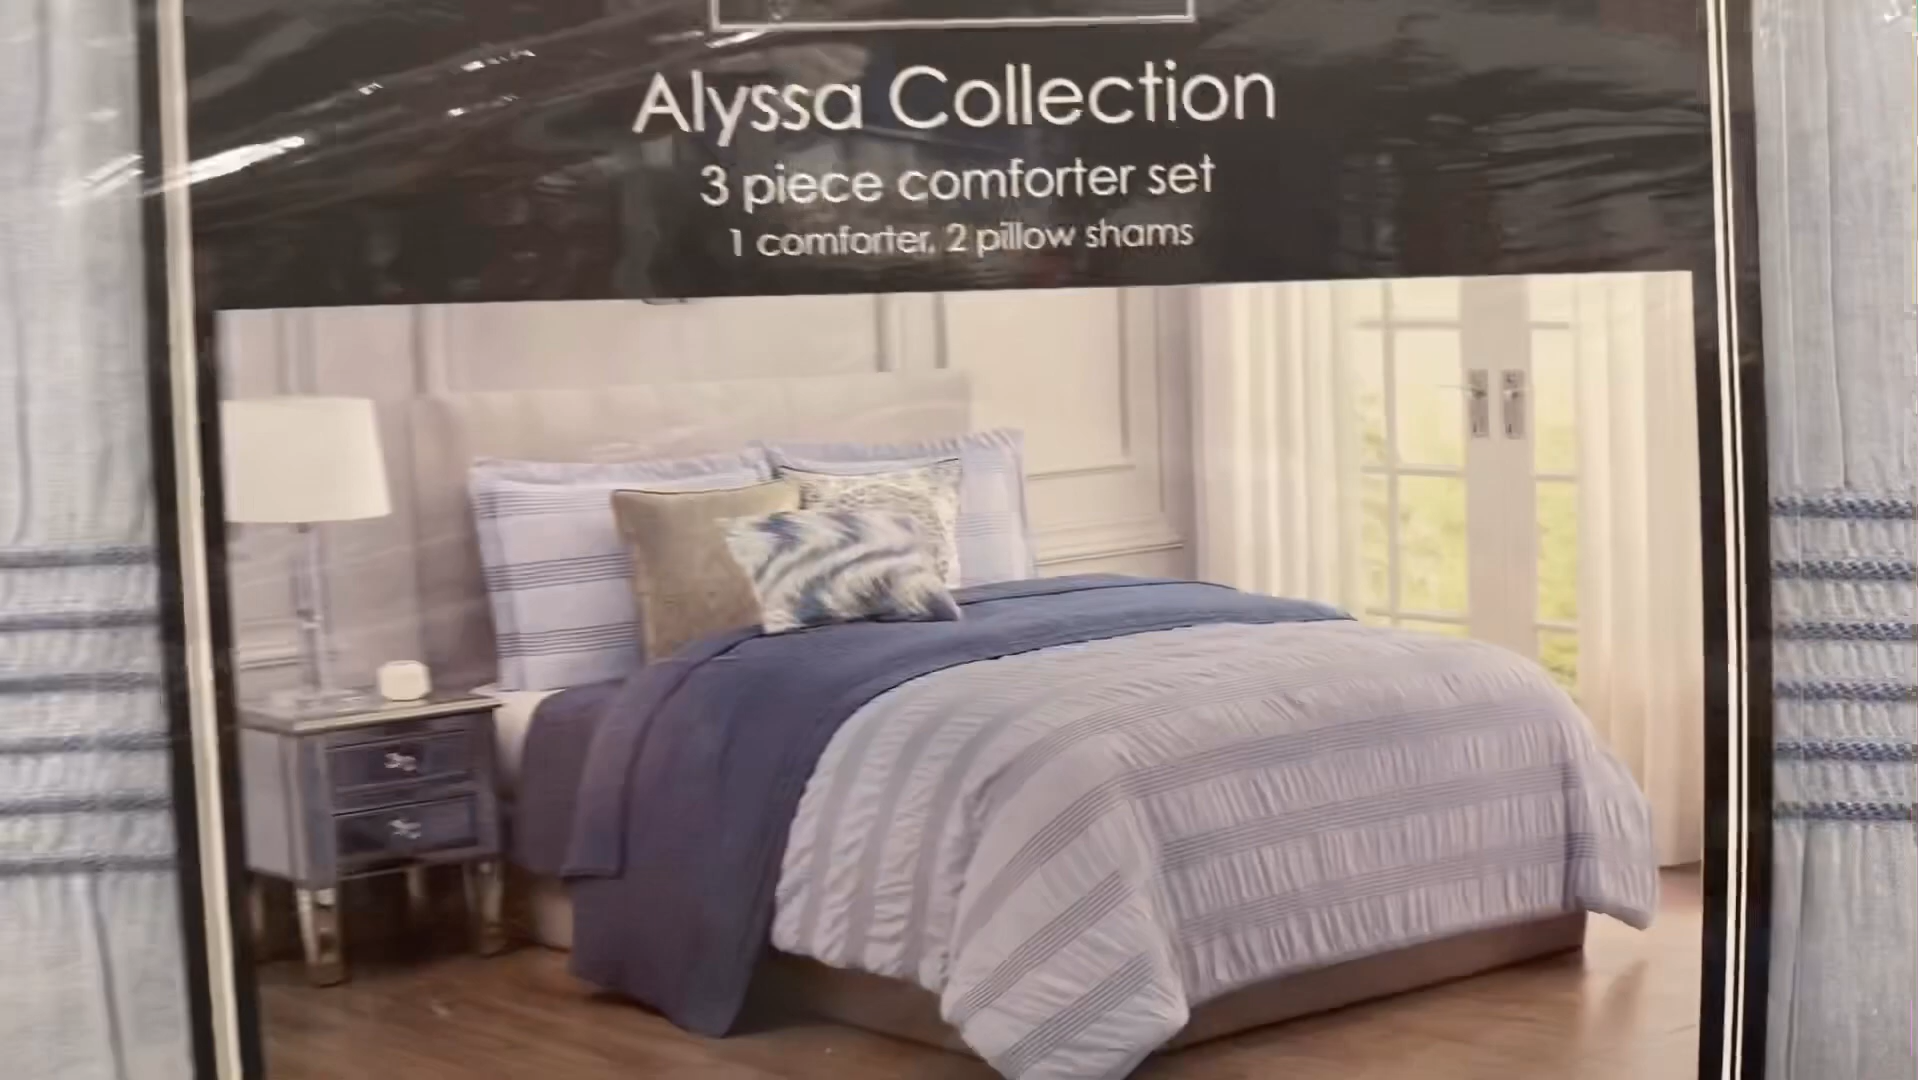 Alyssa Collection
3 piece comforter set
1 comforter, 2 pillow shams